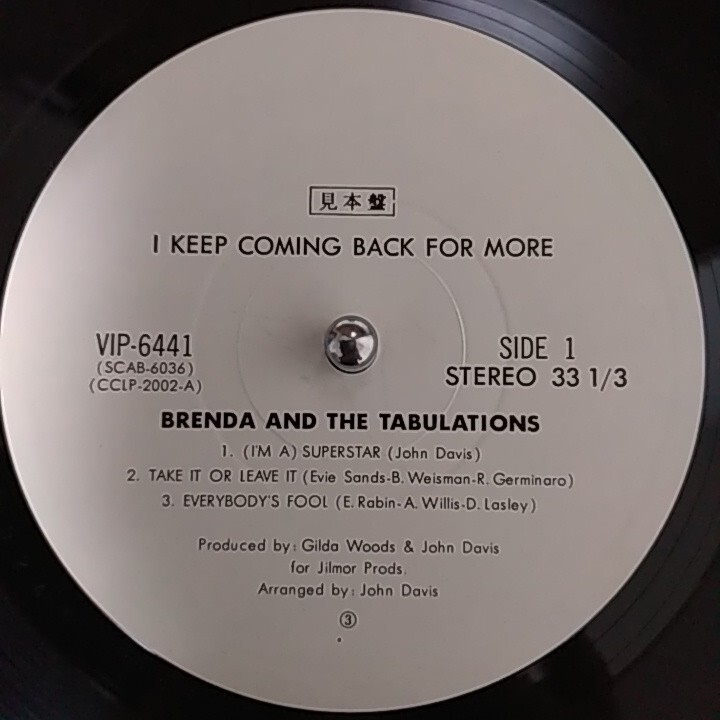 見本盤
I KEEP COMING BACK FOR MORE
VIP-6441
(SCAB-6036)
(CCLP-2002-A)
SIDE 1
STEREO 33 1/3
BRENDA AND THE TABULATIONS
1. (I'M A) SUPERSTAR (John Davis)
2. TAKE IT OR LEAVE IT (Evie Sands-B. Weisman-R. Germinaro)
3. EVERYBODY'S FOOL (E. Rabin-A. Willis-D. Lasley)
Produced by: Gilda Woods & John Davis
for Jilmor Prods.
Arranged by: John Davis
③